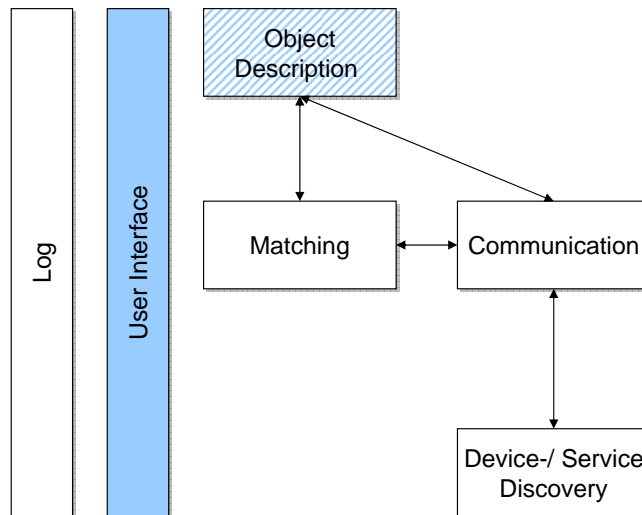 Object
Description
Log
User Interface
Matching
Communication
Device-/ Service
Discovery